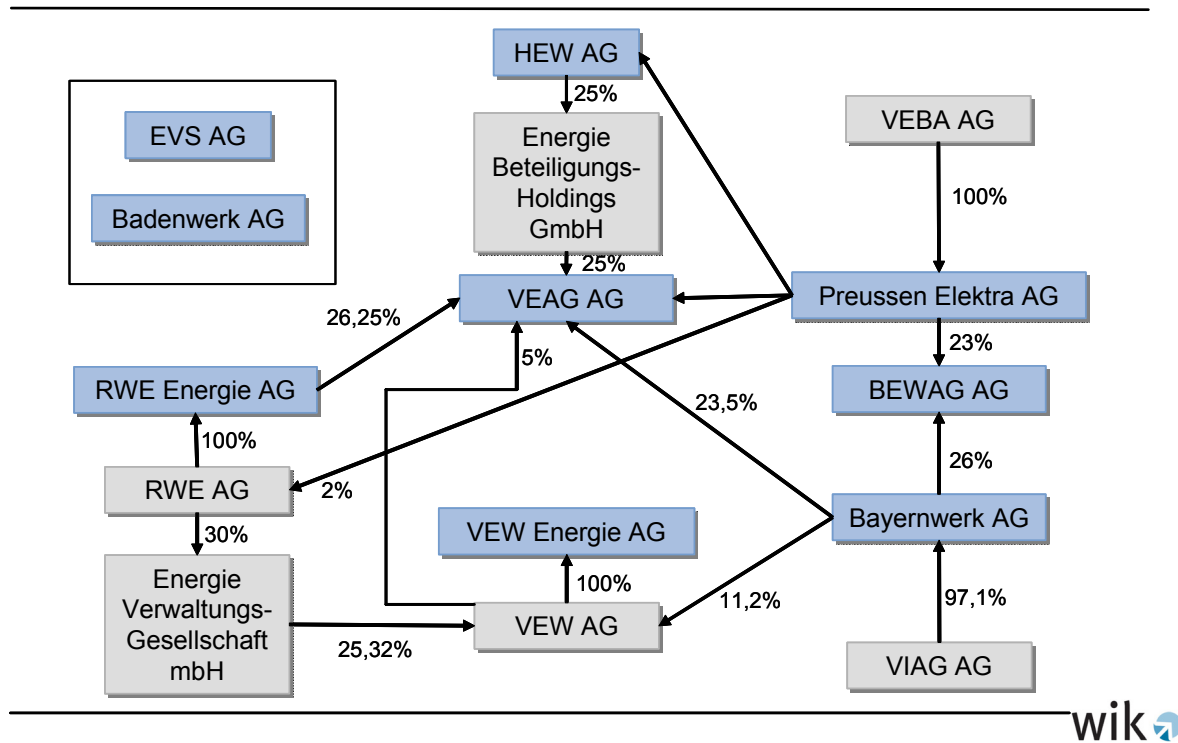 HEW AG
25%
EVS AG
Badenwerk AG
Energie
Beteiligungs-
Holdings
GmbH
VEBA AG
100%
25%
VEAG AG
Preussen Elektra AG
26,25%
5%
23%
RWE Energie AG
23,5%
BEWAG AG
100%
26%
RWE AG
2%
30%
VEW Energie AG
Bayernwerk AG
Energie
Verwaltungs-
Gesellschaft
mbH
100%
11,2%
97,1%
25,32%
VEW AG
VIAG AG
wik